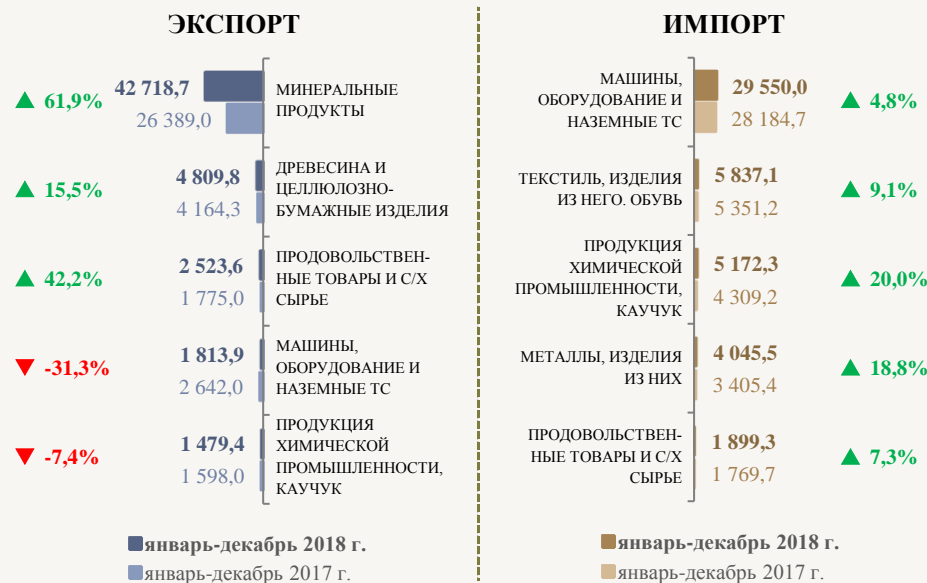 ЭКСПОРТ
▲ 61,9%
42 718,7
26 389,0
МИНЕРАЛЬНЫЕ
ПРОДУКТЫ
▲ 15,5%
4 809,8
4 164,3
ДРЕВЕСИНА И
ЦЕЛЛЮЛОЗНО-
БУМАЖНЫЕ ИЗДЕЛИЯ
▲ 42,2%
2 523,6
1 775,0
ПРОДОВОЛЬСТВЕН-
НЫЕ ТОВАРЫ И С/Х
СЫРЬЕ
▼ -31,3%
1 813,9
2 642,0
МАШИНЫ,
ОБОРУДОВАНИЕ И
НАЗЕМНЫЕ ТС
▼ -7,4%
1 479,4
1 598,0
ПРОДУКЦИЯ
ХИМИЧЕСКОЙ
ПРОМЫШЛЕННОСТИ,
КАУЧУК
январь-декабрь 2018 г.
январь-декабрь 2017 г.
ИМПОРТ
МАШИНЫ,
ОБОРУДОВАНИЕ И
НАЗЕМНЫЕ ТС
29 550,0
28 184,7
▲ 4,8%
ТЕКСТИЛЬ, ИЗДЕЛИЯ
ИЗ НЕГО. ОБУВЬ
5 837,1
5 351,2
▲ 9,1%
ПРОДУКЦИЯ
ХИМИЧЕСКОЙ
ПРОМЫШЛЕННОСТИ,
КАУЧУК
5 172,3
4 309,2
▲ 20,0%
МЕТАЛЛЫ, ИЗДЕЛИЯ
ИЗ НИХ
4 045,5
3 405,4
▲ 18,8%
ПРОДОВОЛЬСТВЕН-
НЫЕ ТОВАРЫ И С/Х
СЫРЬЕ
1 899,3
1 769,7
▲ 7,3%
январь-декабрь 2018 г.
январь-декабрь 2017 г.